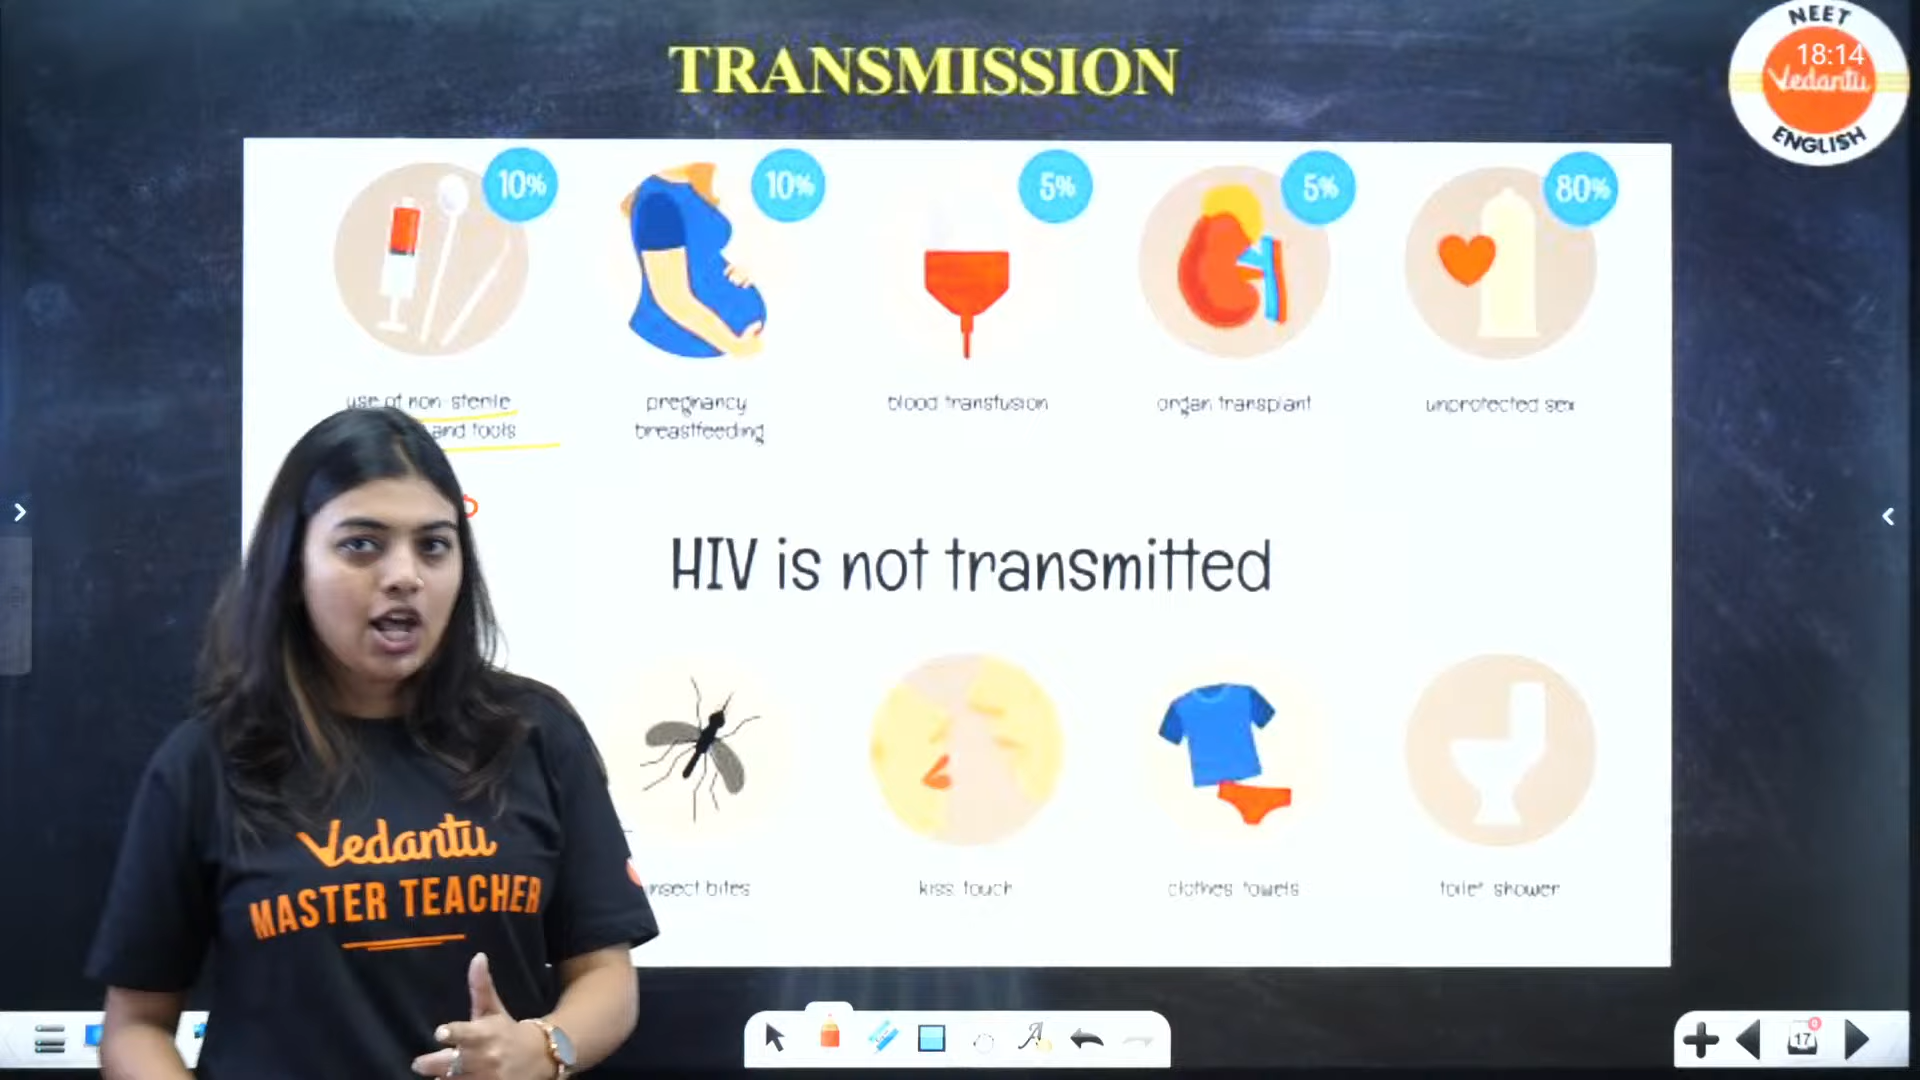 TRANSMISSION
NEET
18:14
Vedantu
ENGLISH
10%
10%
5%
5%
80%
use of non-sterile
and tools
pregnancy
breastfeeding
blood transfusion
organ transplant
unprotected sex
HIV is not transmitted
insect bites
kiss touch
clothes towels
toilet shower
Vedantu
MASTER TEACHER
17